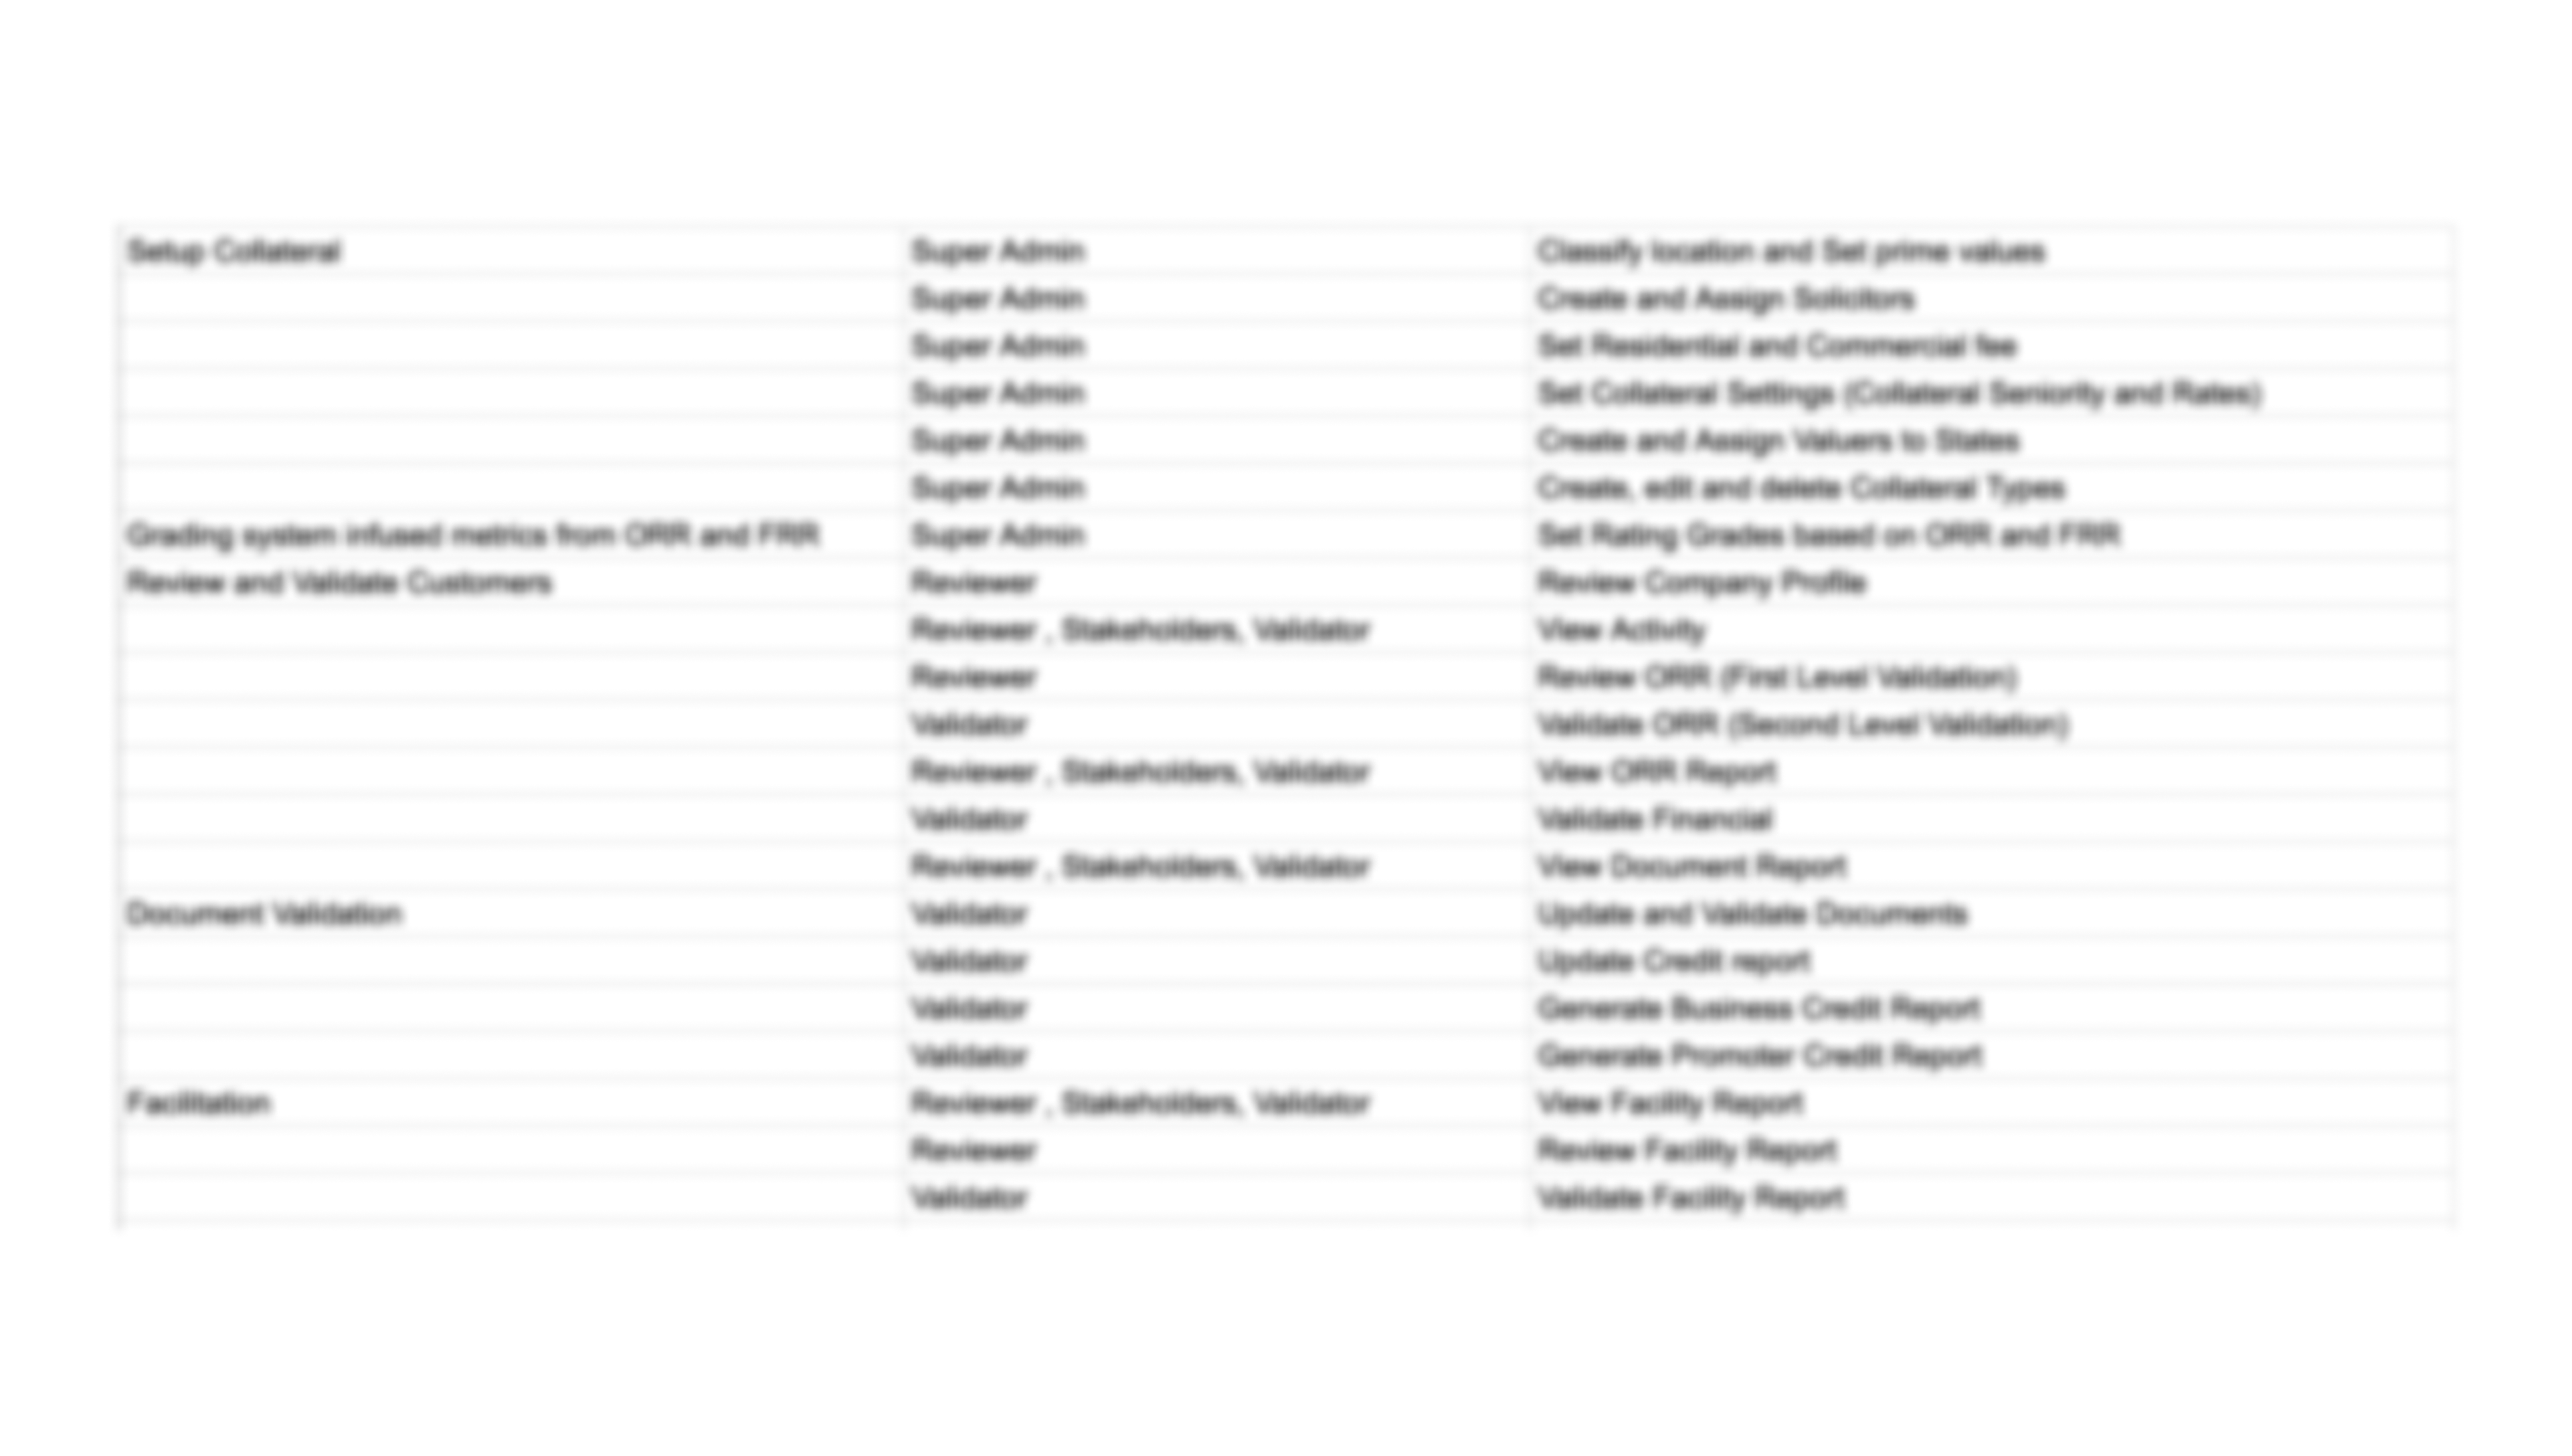 Setup Collateral Super Admin Classify location and Set prime values
Super Admin Create and Assign Solicitors
Super Admin Set Residential and Commercial fee
Super Admin Set Collateral Settings (Collateral Seniority and Rates)
Super Admin Create and Assign Valuers to States
Super Admin Create, edit and delete Collateral Types
Grading system infused metrics from ORR and FRR Super Admin Set Rating Grades based on ORR and FRR
Review and Validate Customers Reviewer Review Company Profile
Reviewer , Stakeholders, Validator View Activity
Reviewer Review ORR (First Level Validation)
Validator Validate ORR (Second Level Validation)
Reviewer , Stakeholders, Validator View ORR Report
Validator Validate Financial
Reviewer , Stakeholders, Validator View Document Report
Document Validation Validator Update and Validate Documents
Validator Update Credit report
Validator Generate Business Credit Report
Validator Generate Promoter Credit Report
Facilitation Reviewer , Stakeholders, Validator View Facility Report
Reviewer Review Facility Report
Validator Validate Facility Report